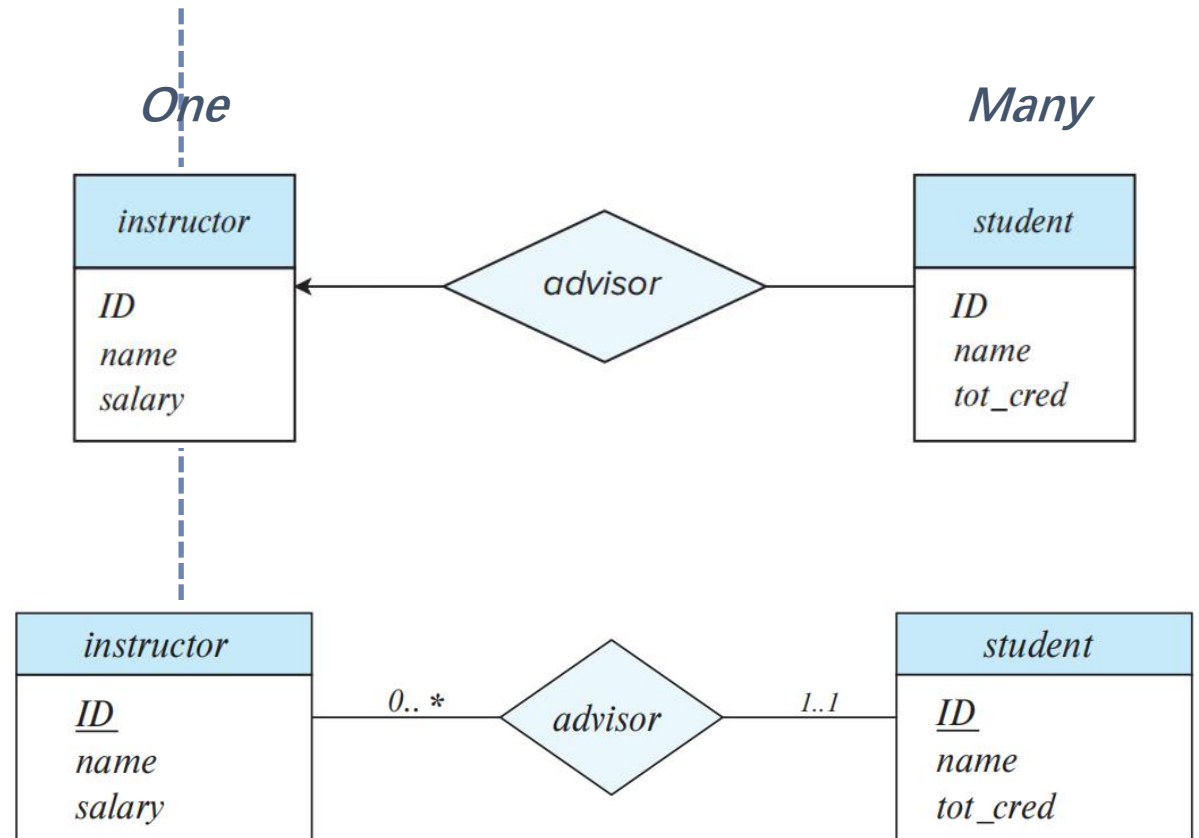 One
Many
instructor
ID
name
salary
advisor
student
ID
name
tot_cred
instructor
ID
name
salary
0.. *
advisor
1..1
student
ID
name
tot_cred